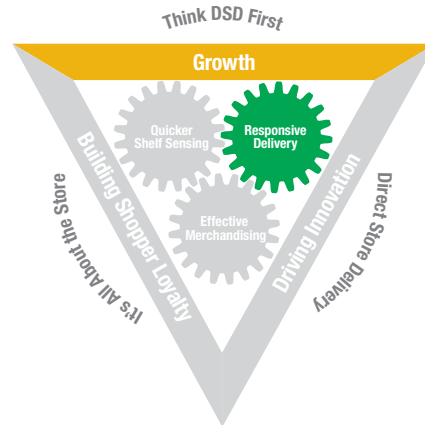 Think DSD First
Growth
Quicker
Shelf Sensing
Responsive
Delivery
Effective
Merchandising
Building Shopper Loyalty
Driving Innovation
It's All About the Store
Direct Store Delivery